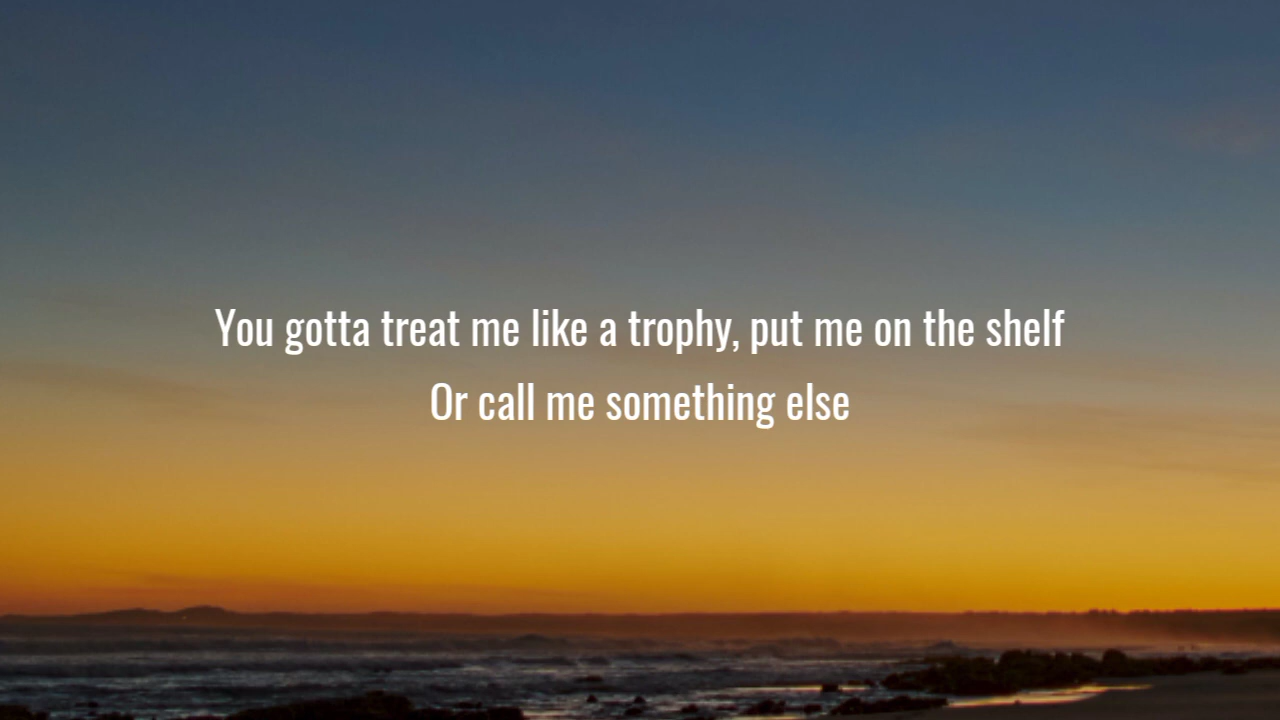 You gotta treat me like a trophy, put me on the shelf
Or call me something else